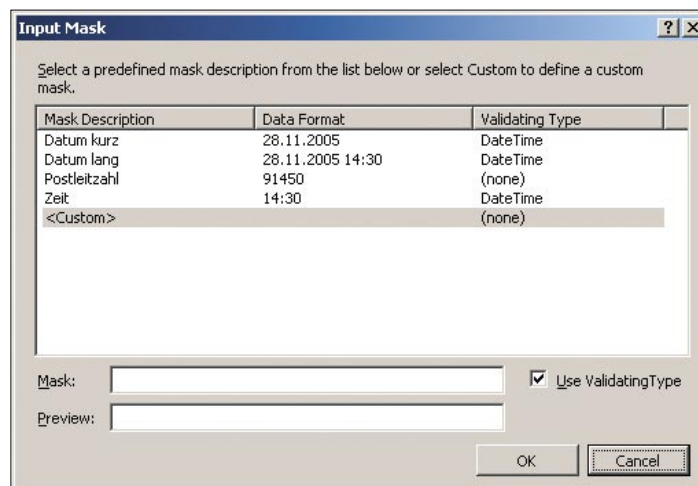 Input Mask
Select a predefined mask description from the list below or select Custom to define a custom
mask.
Mask Description Data Format Validating Type
Datum kurz 28.11.2005 DateTime
Datum lang 28.11.2005 14:30 DateTime
Postleitzahl 91450 (none)
Zeit 14:30 DateTime
<Custom> (none)
Mask: Use ValidatingType
Preview:
OK Cancel